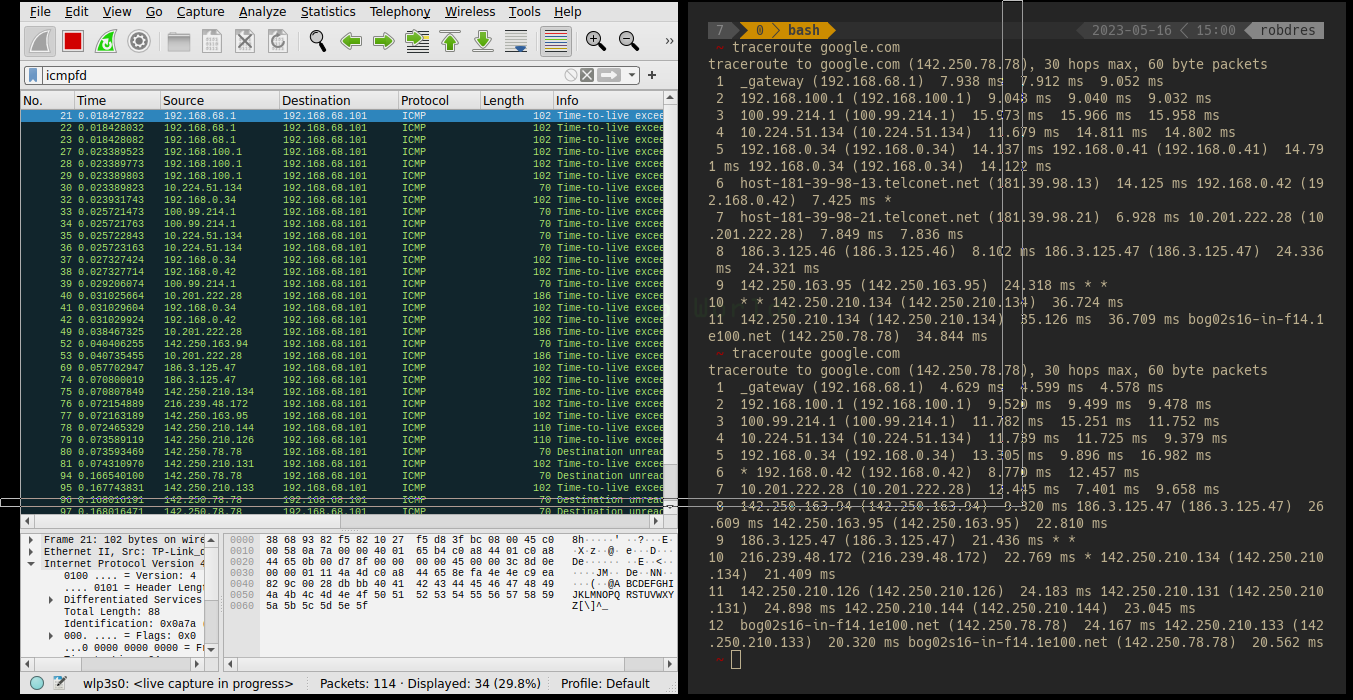 File Edit View Go Capture Analyze Statistics Telephony Wireless Tools Help
icmpfd
No. Time Source Destination Protocol Length Info
21 0.018427822 192.168.68.1 192.168.68.101 ICMP 102 Time-to-live excee
22 0.018428032 192.168.68.1 192.168.68.101 ICMP 102 Time-to-live excee
23 0.018428082 192.168.68.1 192.168.68.101 ICMP 102 Time-to-live excee
27 0.023389523 192.168.100.1 192.168.68.101 ICMP 102 Time-to-live excee
28 0.023389773 192.168.100.1 192.168.68.101 ICMP 102 Time-to-live excee
29 0.023389803 192.168.100.1 192.168.68.101 ICMP 102 Time-to-live excee
30 0.023389823 10.224.51.134 192.168.68.101 ICMP 70 Time-to-live excee
32 0.023931743 192.168.0.34 192.168.68.101 ICMP 102 Time-to-live excee
33 0.025721473 100.99.214.1 192.168.68.101 ICMP 70 Time-to-live excee
34 0.025721763 100.99.214.1 192.168.68.101 ICMP 70 Time-to-live excee
35 0.025722843 10.224.51.134 192.168.68.101 ICMP 70 Time-to-live excee
36 0.025723163 10.224.51.134 192.168.68.101 ICMP 70 Time-to-live excee
37 0.027327424 192.168.0.34 192.168.68.101 ICMP 102 Time-to-live excee
38 0.027327714 192.168.0.42 192.168.68.101 ICMP 102 Time-to-live excee
39 0.029206074 100.99.214.1 192.168.68.101 ICMP 70 Time-to-live excee
40 0.031025664 10.201.222.28 192.168.68.101 ICMP 186 Time-to-live excee
41 0.031029604 192.168.0.34 192.168.68.101 ICMP 102 Time-to-live excee
42 0.031029924 192.168.0.42 192.168.68.101 ICMP 102 Time-to-live excee
49 0.038467325 10.201.222.28 192.168.68.101 ICMP 186 Time-to-live excee
52 0.040406255 142.250.163.94 192.168.68.101 ICMP 102 Time-to-live excee
53 0.040735455 10.201.222.28 192.168.68.101 ICMP 186 Time-to-live excee
69 0.057702947 186.3.125.47 192.168.68.101 ICMP 102 Time-to-live excee
74 0.070800019 186.3.125.47 192.168.68.101 ICMP 102 Time-to-live excee
75 0.070807849 142.250.210.134 192.168.68.101 ICMP 102 Time-to-live excee
76 0.072154889 216.239.48.172 192.168.68.101 ICMP 102 Time-to-live excee
77 0.072163189 142.250.163.95 192.168.68.101 ICMP 102 Time-to-live excee
78 0.072465329 142.250.210.144 192.168.68.101 ICMP 110 Time-to-live excee
79 0.073589119 142.250.210.126 192.168.68.101 ICMP 110 Time-to-live excee
80 0.073593469 142.250.78.78 192.168.68.101 ICMP 70 Destination unreac
81 0.074310970 142.250.210.131 192.168.68.101 ICMP 102 Time-to-live excee
94 0.166540100 142.250.78.78 192.168.68.101 ICMP 70 Destination unreac
95 0.167743831 142.250.210.133 192.168.68.101 ICMP 102 Time-to-live excee
96 0.168016191 142.250.78.78 192.168.68.101 ICMP 70 Destination unreac
97 0.168016471 142.250.78.78 192.168.68.101 ICMP 70 Destination unreac
Frame 21: 102 bytes on wire
Ethernet II, Src: TP-Link_d
Internet Protocol Version 4
0100 .... = Version: 4
.... 0101 = Header Lengt
Differentiated Services
Total Length: 88
Identification: 0x0a7a
000. .... = Flags: 0x0
...0 0000 0000 0000 = Fr
0000 38 68 93 82 f5 82 10 27 f5 d8 3f bc 08 00 45 c0 8h·····' ··?···E·
0010 00 58 0a 7a 00 00 40 01 65 b4 c0 a8 44 01 c0 a8 ·X·z··@· e···D···
0020 44 65 0b 00 d7 8f 00 00 00 00 45 00 00 3c 8d 0e De······ ··E··<··
0030 00 00 01 11 4a 4d c0 a8 44 65 8e fa 4e 4e c9 ea ····JM·· De··NN··
0040 82 9c 00 28 db bb 40 41 42 43 44 45 46 47 48 49 ···(··@A BCDEFGHI
0050 4a 4b 4c 4d 4e 4f 50 51 52 53 54 55 56 57 58 59 JKLMNOPQ RSTUVWXY
0060 5a 5b 5c 5d 5e 5f Z[\]^_
wlp3s0: <live capture in progress> Packets: 114 · Displayed: 34 (29.8%) Profile: Default
7 0 bash 2023-05-16 15:00 robdres
~ traceroute google.com
traceroute to google.com (142.250.78.78), 30 hops max, 60 byte packets
1 _gateway (192.168.68.1) 7.938 ms 7.912 ms 9.052 ms
2 192.168.100.1 (192.168.100.1) 9.048 ms 9.040 ms 9.032 ms
3 100.99.214.1 (100.99.214.1) 15.973 ms 15.966 ms 15.958 ms
4 10.224.51.134 (10.224.51.134) 11.679 ms 14.811 ms 14.802 ms
5 192.168.0.34 (192.168.0.34) 14.137 ms 192.168.0.41 (192.168.0.41) 14.79
1 ms 192.168.0.34 (192.168.0.34) 14.122 ms
6 host-181-39-98-13.telconet.net (181.39.98.13) 14.125 ms 192.168.0.42 (19
2.168.0.42) 7.425 ms *
7 host-181-39-98-21.telconet.net (181.39.98.21) 6.928 ms 10.201.222.28 (10
.201.222.28) 7.849 ms 7.836 ms
8 186.3.125.46 (186.3.125.46) 8.102 ms 186.3.125.47 (186.3.125.47) 24.336
ms 24.321 ms
9 142.250.163.95 (142.250.163.95) 24.318 ms * *
10 * * 142.250.210.134 (142.250.210.134) 36.724 ms
11 142.250.210.134 (142.250.210.134) 35.126 ms 36.709 ms bog02s16-in-f14.1
e100.net (142.250.78.78) 34.844 ms
~ traceroute google.com
traceroute to google.com (142.250.78.78), 30 hops max, 60 byte packets
1 _gateway (192.168.68.1) 4.629 ms 4.599 ms 4.578 ms
2 192.168.100.1 (192.168.100.1) 9.520 ms 9.499 ms 9.478 ms
3 100.99.214.1 (100.99.214.1) 11.782 ms 15.251 ms 11.752 ms
4 10.224.51.134 (10.224.51.134) 11.739 ms 11.725 ms 9.379 ms
5 192.168.0.34 (192.168.0.34) 13.305 ms 9.896 ms 16.982 ms
6 * 192.168.0.42 (192.168.0.42) 8.770 ms 12.457 ms
7 10.201.222.28 (10.201.222.28) 12.445 ms 7.401 ms 9.658 ms
8 142.250.163.94 (142.250.163.94) 9.320 ms 186.3.125.47 (186.3.125.47) 26
.609 ms 142.250.163.95 (142.250.163.95) 22.810 ms
9 186.3.125.47 (186.3.125.47) 21.436 ms * *
10 216.239.48.172 (216.239.48.172) 22.769 ms * 142.250.210.134 (142.250.210
.134) 21.409 ms
11 142.250.210.126 (142.250.210.126) 24.183 ms 142.250.210.131 (142.250.210
.131) 24.898 ms 142.250.210.144 (142.250.210.144) 23.045 ms
12 bog02s16-in-f14.1e100.net (142.250.78.78) 24.167 ms 142.250.210.133 (142
.250.210.133) 20.320 ms bog02s16-in-f14.1e100.net (142.250.78.78) 20.562 ms
~